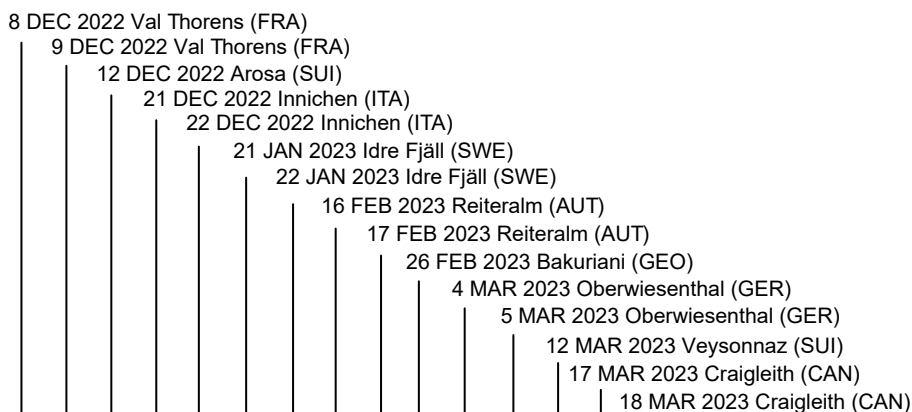 8 DEC 2022 Val Thorens (FRA)
9 DEC 2022 Val Thorens (FRA)
12 DEC 2022 Arosa (SUI)
21 DEC 2022 Innichen (ITA)
22 DEC 2022 Innichen (ITA)
21 JAN 2023 Idre Fjäll (SWE)
22 JAN 2023 Idre Fjäll (SWE)
16 FEB 2023 Reiteralm (AUT)
17 FEB 2023 Reiteralm (AUT)
26 FEB 2023 Bakuriani (GEO)
4 MAR 2023 Oberwiesenthal (GER)
5 MAR 2023 Oberwiesenthal (GER)
12 MAR 2023 Veysonnaz (SUI)
17 MAR 2023 Craigleith (CAN)
18 MAR 2023 Craigleith (CAN)